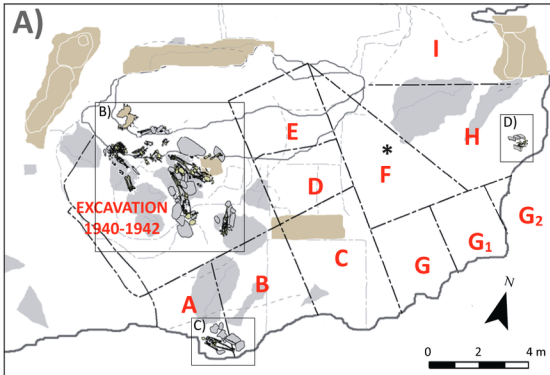 A)
I
B)
D)
E
*
H
F
D
EXCAVATION
1940-1942
G₂
G₁
C
G
B
A
N
C)
0 2 4 m